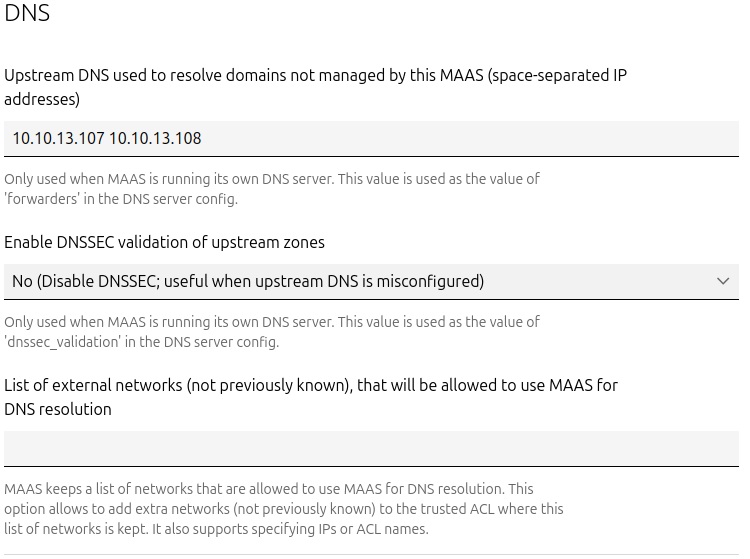 DNS
Upstream DNS used to resolve domains not managed by this MAAS (space-separated IP
addresses)
10.10.13.107 10.10.13.108
Only used when MAAS is running its own DNS server. This value is used as the value of
'forwarders' in the DNS server config.
Enable DNSSEC validation of upstream zones
No (Disable DNSSEC; useful when upstream DNS is misconfigured)
Only used when MAAS is running its own DNS server. This value is used as the value of
'dnssec_validation' in the DNS server config.
List of external networks (not previously known), that will be allowed to use MAAS for
DNS resolution
MAAS keeps a list of networks that are allowed to use MAAS for DNS resolution. This
option allows to add extra networks (not previously known) to the trusted ACL where this
list of networks is kept. It also supports specifying IPs or ACL names.